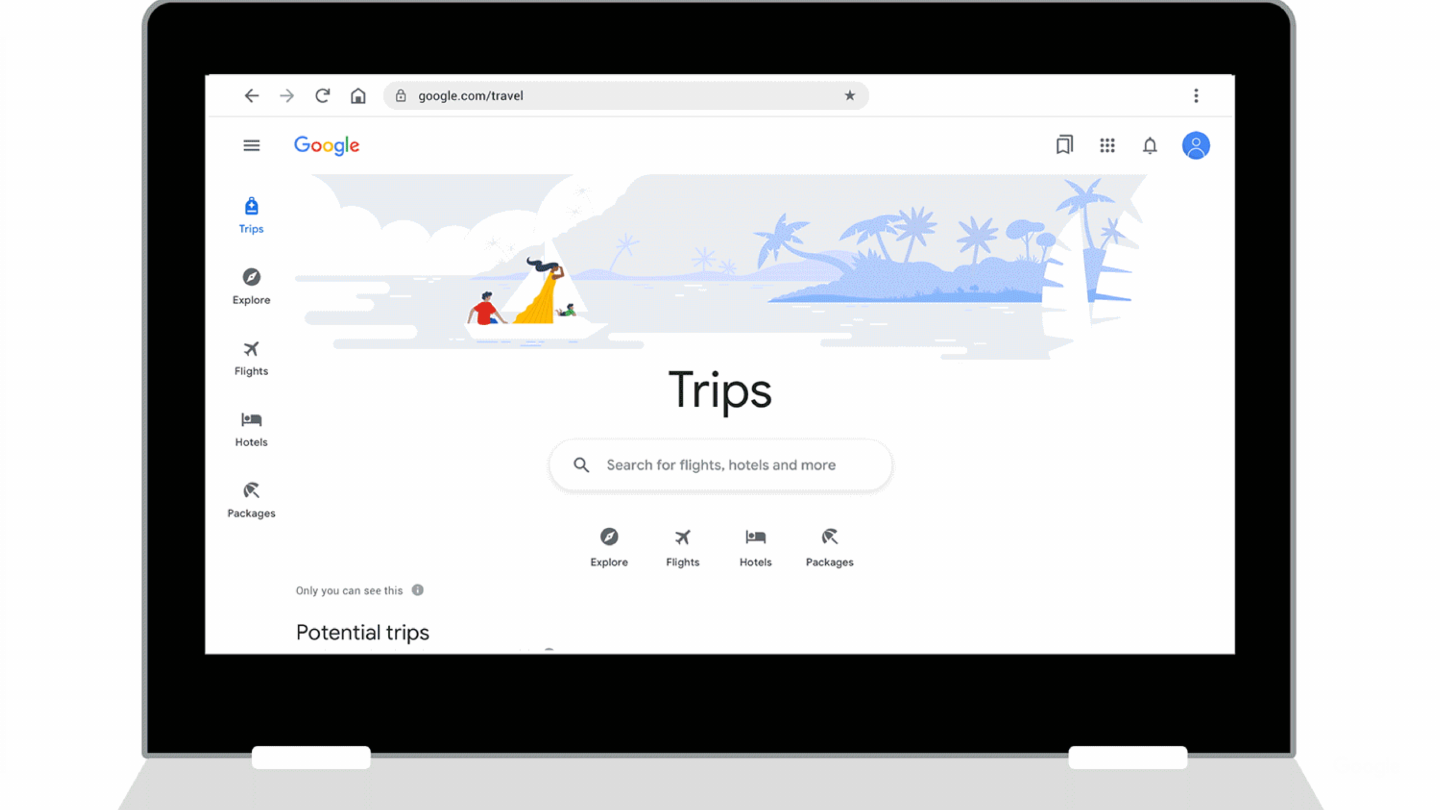 google.com/travel
Google
Trips
Explore
Flights
Hotels
Packages
Trips
Search for flights, hotels and more
Explore Flights Hotels Packages
Only you can see this
Potential trips